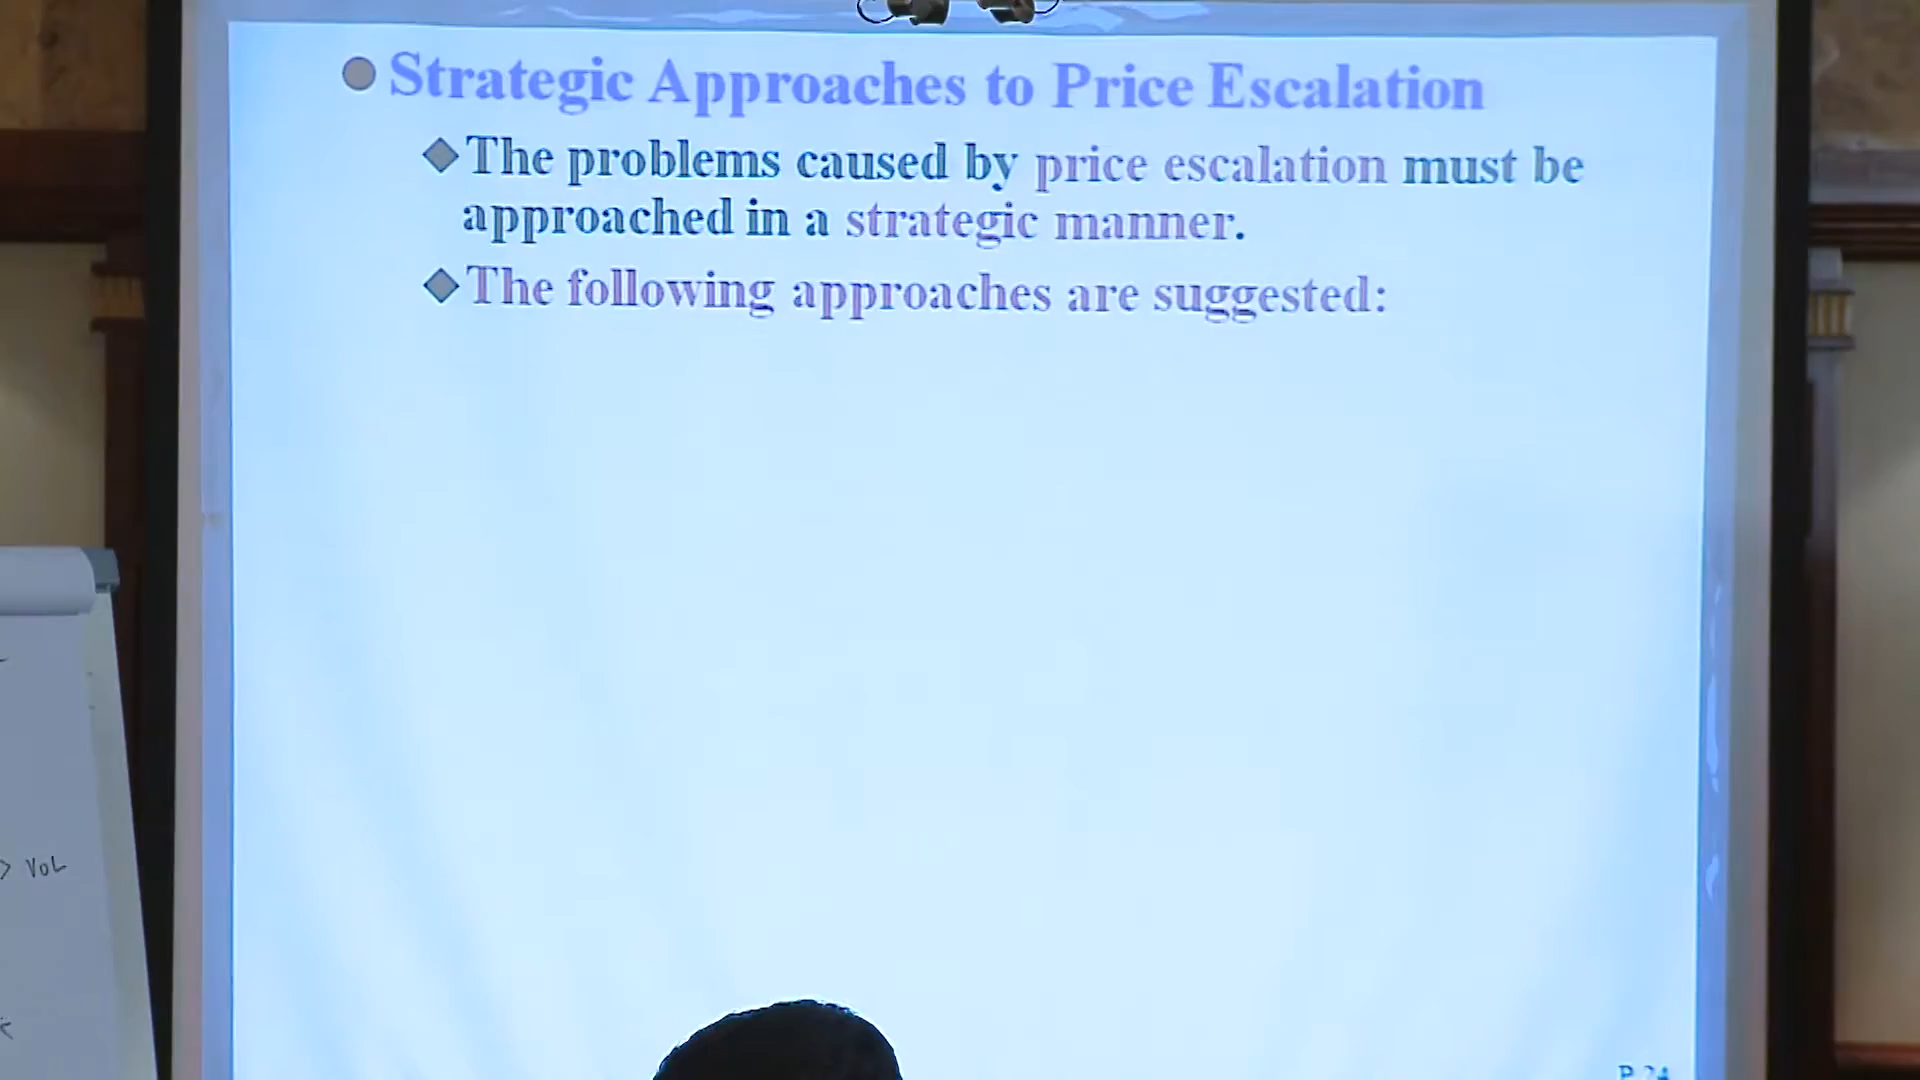 Strategic Approaches to Price Escalation
The problems caused by price escalation must be
approached in a strategic manner.
The following approaches are suggested:
> VOL
P.24